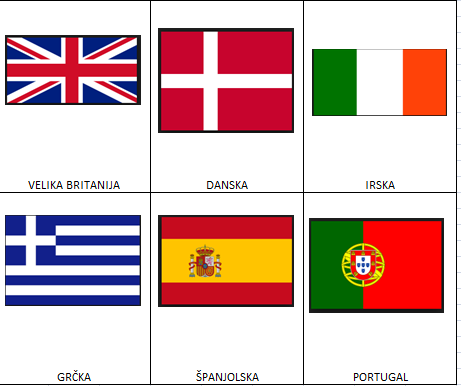 VELIKA BRITANIJA
DANSKA
IRSKA
GRČKA
ŠPANJOLSKA
PORTUGAL